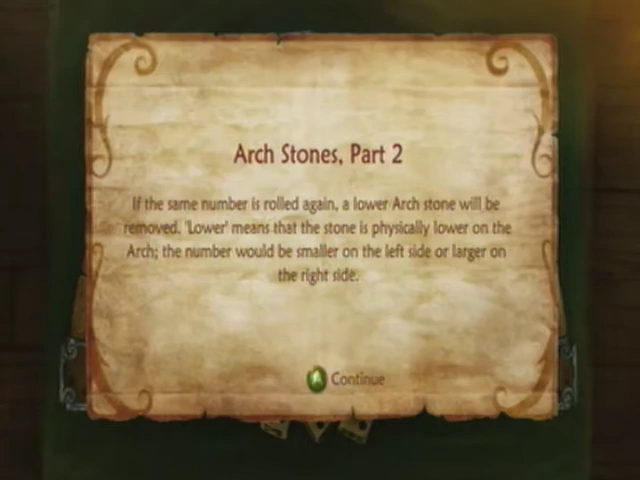 Arch Stones, Part 2
If the same number is rolled again, a lower Arch stone will be
removed. 'Lower' means that the stone is physically lower on the
Arch; the number would be smaller on the left side or larger on
the right side.
A Continue